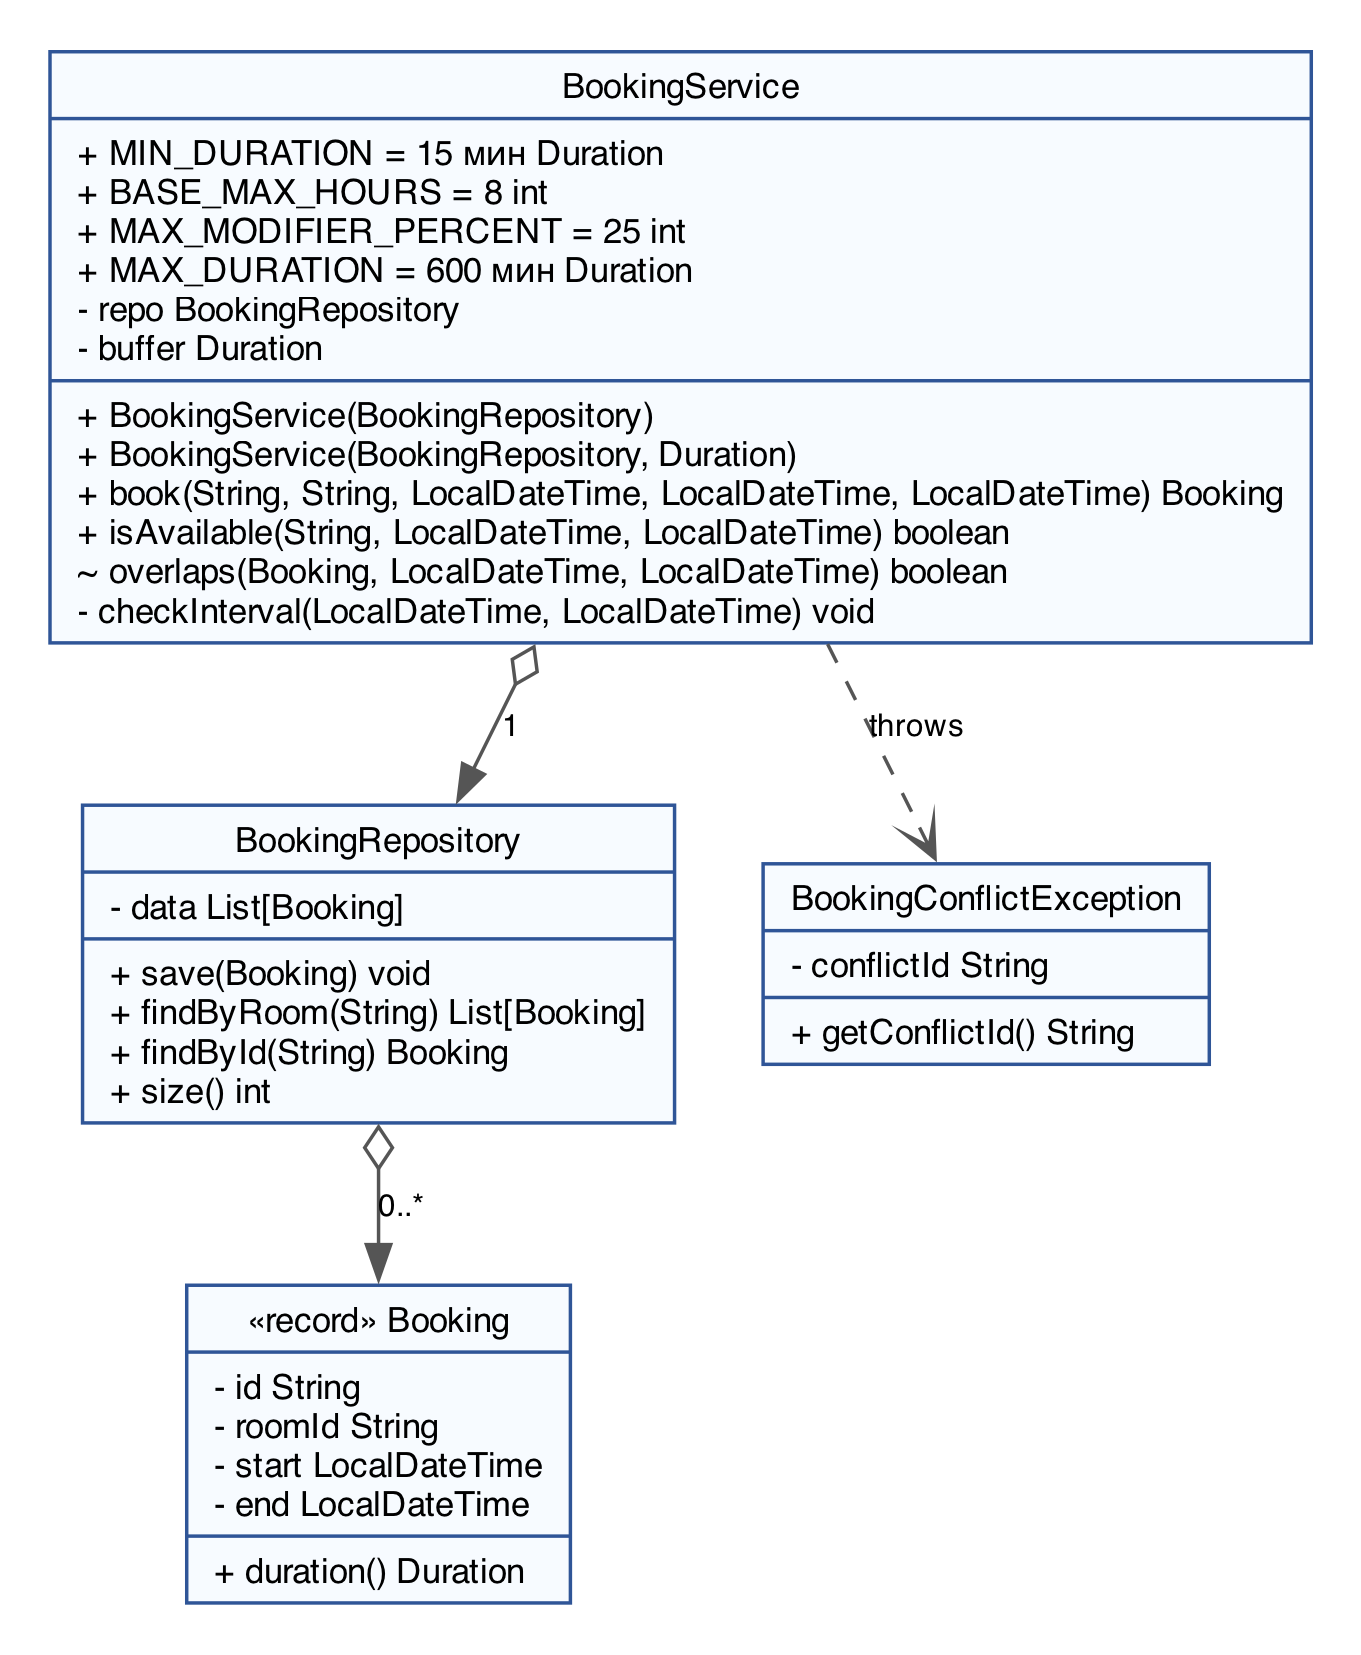 BookingService
+ MIN_DURATION = 15 мин Duration
+ BASE_MAX_HOURS = 8 int
+ MAX_MODIFIER_PERCENT = 25 int
+ MAX_DURATION = 600 мин Duration
- repo BookingRepository
- buffer Duration
+ BookingService(BookingRepository)
+ BookingService(BookingRepository, Duration)
+ book(String, String, LocalDateTime, LocalDateTime, LocalDateTime) Booking
+ isAvailable(String, LocalDateTime, LocalDateTime) boolean
~ overlaps(Booking, LocalDateTime, LocalDateTime) boolean
- checkInterval(LocalDateTime, LocalDateTime) void
1
throws
BookingRepository
- data List[Booking]
+ save(Booking) void
+ findByRoom(String) List[Booking]
+ findById(String) Booking
+ size() int
BookingConflictException
- conflictId String
+ getConflictId() String
0..*
«record» Booking
- id String
- roomId String
- start LocalDateTime
- end LocalDateTime
+ duration() Duration